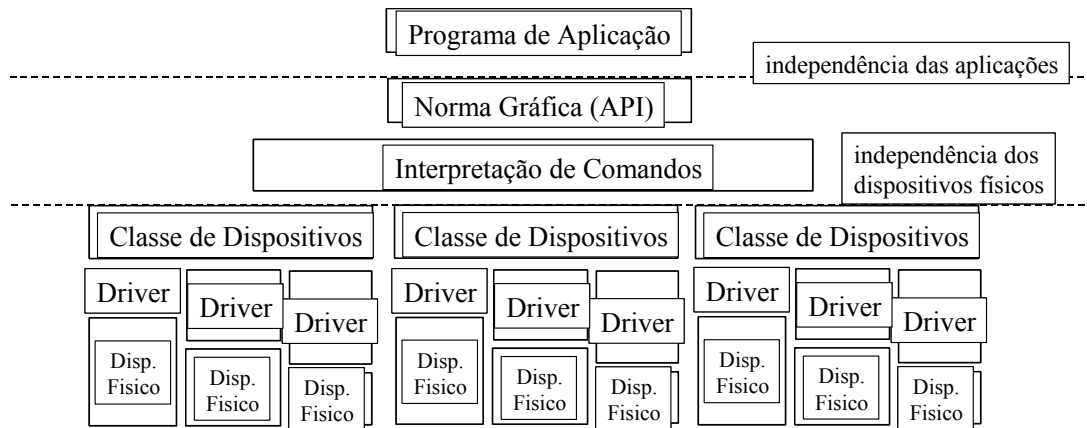 Programa de Aplicação
independência das aplicações
Norma Gráfica (API)
Interpretação de Comandos
independência dos
dispositivos físicos
Classe de Dispositivos
Classe de Dispositivos
Classe de Dispositivos
Driver
Driver
Driver
Driver
Driver
Driver
Driver
Driver
Driver
Disp.
Fisico
Disp.
Fisico
Disp.
Fisico
Disp.
Fisico
Disp.
Fisico
Disp.
Fisico
Disp.
Fisico
Disp.
Fisico
Disp.
Fisico